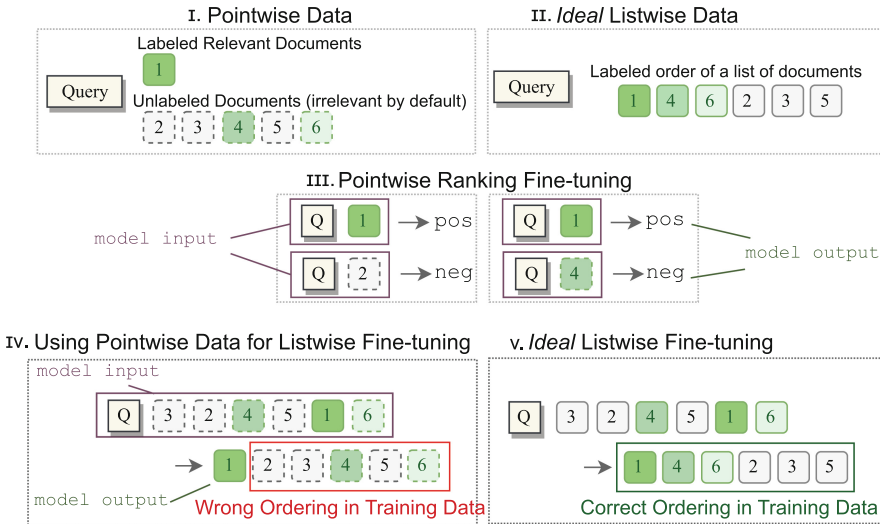 I. Pointwise Data
Labeled Relevant Documents
1
Query
Unlabeled Documents (irrelevant by default)
2 3 4 5 6
II. Ideal Listwise Data
Query
Labeled order of a list of documents
1 4 6 2 3 5
III. Pointwise Ranking Fine-tuning
model input
Q 1 pos
Q 2 neg
Q 1 pos
Q 4 neg
model output
IV. Using Pointwise Data for Listwise Fine-tuning
model input
Q 3 2 4 5 1 6
1 2 3 4 5 6
model output
Wrong Ordering in Training Data
V. Ideal Listwise Fine-tuning
Q 3 2 4 5 1 6
1 4 6 2 3 5
Correct Ordering in Training Data